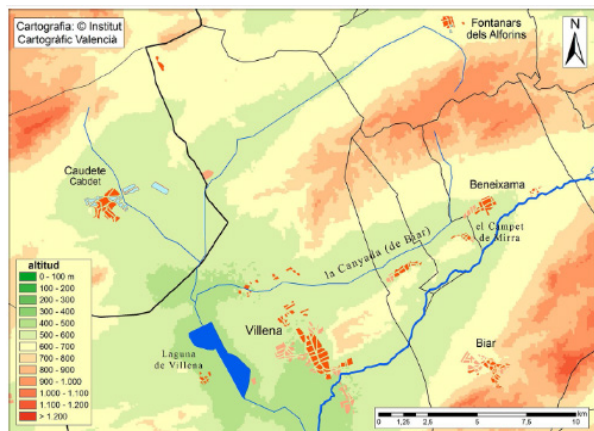 Cartografia: © Institut
Cartogràfic Valencià
Fontanars
dels Alforins
N
Caudete
Cabdet
Beneixama
el Campet
de Mirra
la Canyada (de Biar)
altitud
0 - 100 m
100 - 200
200 - 300
300 - 400
400 - 500
500 - 600
600 - 700
700 - 800
800 - 900
900 - 1.000
1.000 - 1.100
1.100 - 1.200
> 1.200
Villena
Laguna
de Villena
Biar
0 1,25 2,5 5 7,5 10
km